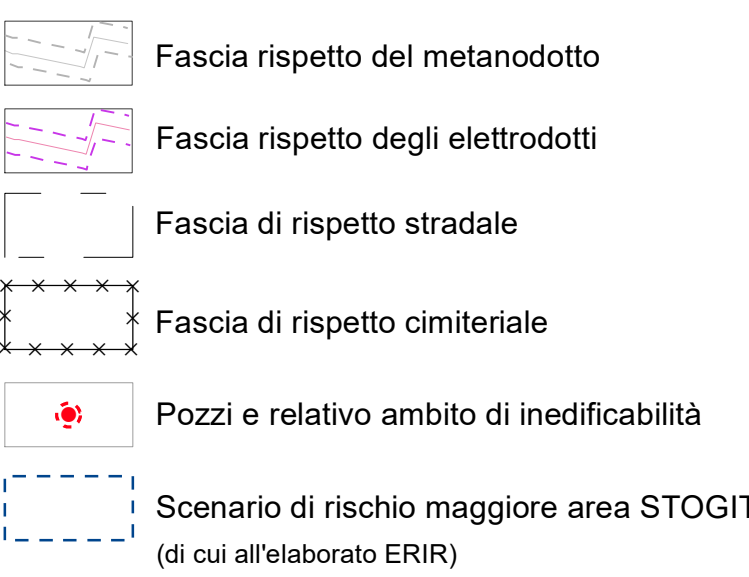 Fascia rispetto del metanodotto
Fascia rispetto degli elettrodotti
Fascia di rispetto stradale
Fascia di rispetto cimiteriale
Pozzi e relativo ambito di inedificabilità
Scenario di rischio maggiore area STOGIT
(di cui all'elaborato ERIR)